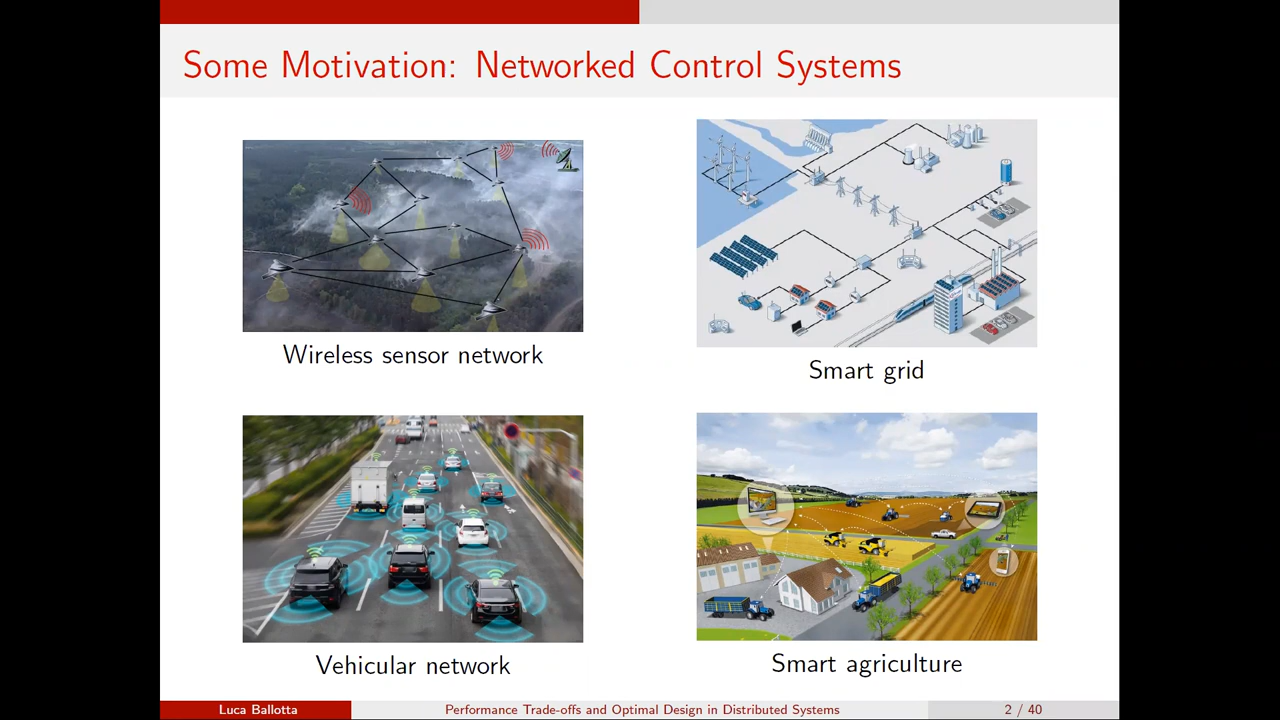 Some Motivation: Networked Control Systems
Wireless sensor network
Smart grid
Vehicular network
Smart agriculture
Luca Ballotta
Performance Trade-offs and Optimal Design in Distributed Systems
2 / 40